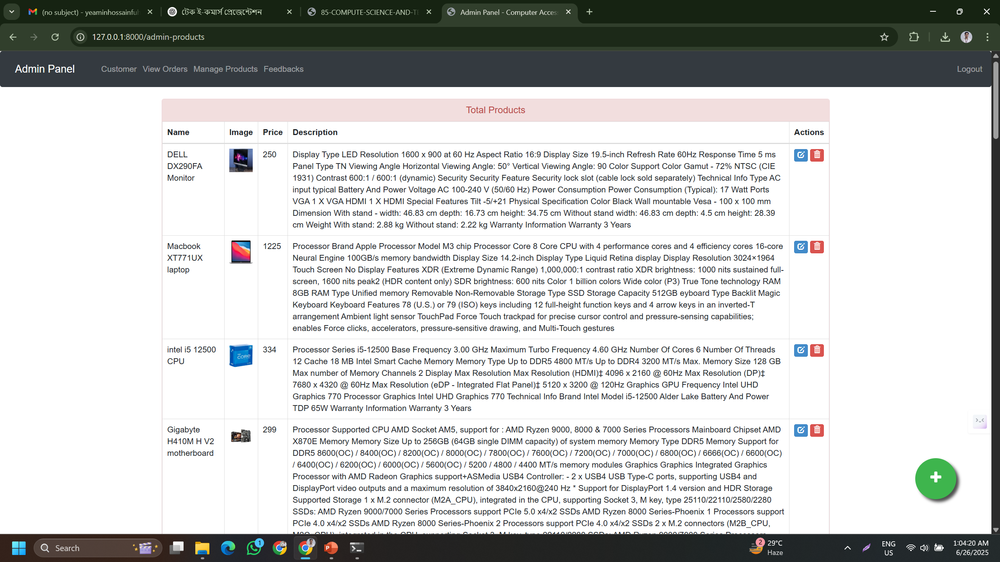 (no subject) - yeaminhossainfuh
টেক ই-কমার্স প্রেজেন্টেশন
85-COMPUTE-SCIENCE-AND-TE
Admin Panel - Computer Access
127.0.0.1:8000/admin-products
Admin Panel
Customer View Orders Manage Products Feedbacks
Logout
Total Products
Name Image Price Description Actions
DELL
DX290FA
Monitor
250
Display Type LED Resolution 1600 x 900 at 60 Hz Aspect Ratio 16:9 Display Size 19.5-inch Refresh Rate 60Hz Response Time 5 ms
Panel Type TN Viewing Angle Horizontal Viewing Angle: 50° Vertical Viewing Angle: 90 Color Support Color Gamut - 72% NTSC (CIE
1931) Contrast 600:1 / 600:1 (dynamic) Security Security Feature Security lock slot (cable lock sold separately) Technical Info Type AC
input typical Battery And Power Voltage AC 100-240 V (50/60 Hz) Power Consumption Power Consumption (Typical): 17 Watt Ports
VGA 1 X VGA HDMI 1 X HDMI Special Features Tilt -5/+21 Physical Specification Color Black Wall mountable Vesa - 100 x 100 mm
Dimension With stand - width: 46.83 cm depth: 16.73 cm height: 34.75 cm Without stand width: 46.83 cm depth: 4.5 cm height: 28.39
cm Weight With stand: 2.88 kg Without stand: 2.22 kg Warranty Information Warranty 3 Years
Macbook
XT771UX
laptop
1225
Processor Brand Apple Processor Model M3 chip Processor Core 8 Core CPU with 4 performance cores and 4 efficiency cores 16-core
Neural Engine 100GB/s memory bandwidth Display Size 14.2-inch Display Type Liquid Retina display Display Resolution 3024×1964
Touch Screen No Display Features XDR (Extreme Dynamic Range) 1,000,000:1 contrast ratio XDR brightness: 1000 nits sustained full-
screen, 1600 nits peak2 (HDR content only) SDR brightness: 600 nits Color 1 billion colors Wide color (P3) True Tone technology RAM
8GB RAM Type Unified memory Removable Non-Removable Storage Type SSD Storage Capacity 512GB eyboard Type Backlit Magic
Keyboard Keyboard Features 78 (U.S.) or 79 (ISO) keys including 12 full-height function keys and 4 arrow keys in an inverted-T
arrangement Ambient light sensor TouchPad Force Touch trackpad for precise cursor control and pressure-sensing capabilities;
enables Force clicks, accelerators, pressure-sensitive drawing, and Multi-Touch gestures
intel i5 12500
CPU
CORE
334
Processor Series i5-12500 Base Frequency 3.00 GHz Maximum Turbo Frequency 4.60 GHz Number Of Cores 6 Number Of Threads
12 Cache 18 MB Intel Smart Cache Memory Memory Type Up to DDR5 4800 MT/s Up to DDR4 3200 MT/s Max. Memory Size 128 GB
Max number of Memory Channels 2 Display Max Resolution Max Resolution (HDMI)‡ 4096 x 2160 @ 60Hz Max Resolution (DP)‡
7680 x 4320 @ 60Hz Max Resolution (eDP - Integrated Flat Panel)‡ 5120 x 3200 @ 120Hz Graphics GPU Frequency Intel UHD
Graphics 770 Processor Graphics Intel UHD Graphics 770 Technical Info Brand Intel Model i5-12500 Alder Lake Battery And Power
TDP 65W Warranty Information Warranty 3 Years
Gigabyte
H410M H V2
motherboard
299
Processor Supported CPU AMD Socket AM5, support for : AMD Ryzen 9000, 8000 & 7000 Series Processors Mainboard Chipset AMD
X870E Memory Memory Size Up to 256GB (64GB single DIMM capacity) of system memory Memory Type DDR5 Memory Support for
DDR5 8600(OC) / 8400(OC) / 8200(OC) / 8000(OC) / 7800(OC) / 7600(OC) / 7200(OC) / 7000(OC) / 6800(OC) / 6666(OC) / 6600(OC)
/ 6400(OC) / 6200(OC) / 6000(OC) / 5600(OC) / 5200 / 4800 / 4400 MT/s memory modules Graphics Graphics Integrated Graphics
Processor with AMD Radeon Graphics support+ASMedia USB4 Controller: - 2 x USB4 USB Type-C ports, supporting USB4 and
DisplayPort video outputs and a maximum resolution of 3840x2160@240 Hz * Support for DisplayPort 1.4 version and HDR Storage
Supported Storage 1 x M.2 connector (M2A_CPU), integrated in the CPU, supporting Socket 3, M key, type 25110/22110/2580/2280
SSDs: AMD Ryzen 9000/7000 Series Processors support PCIe 5.0 x4/x2 SSDs AMD Ryzen 8000 Series-Phoenix 1 Processors support
PCIe 4.0 x4/x2 SSDs AMD Ryzen 8000 Series-Phoenix 2 Processors support PCIe 4.0 x4/x2 SSDs 2 x M.2 connectors (M2B_CPU,
Search
1
2
29°C
Haze
ENG
US
1:04:20 AM
6/26/2025